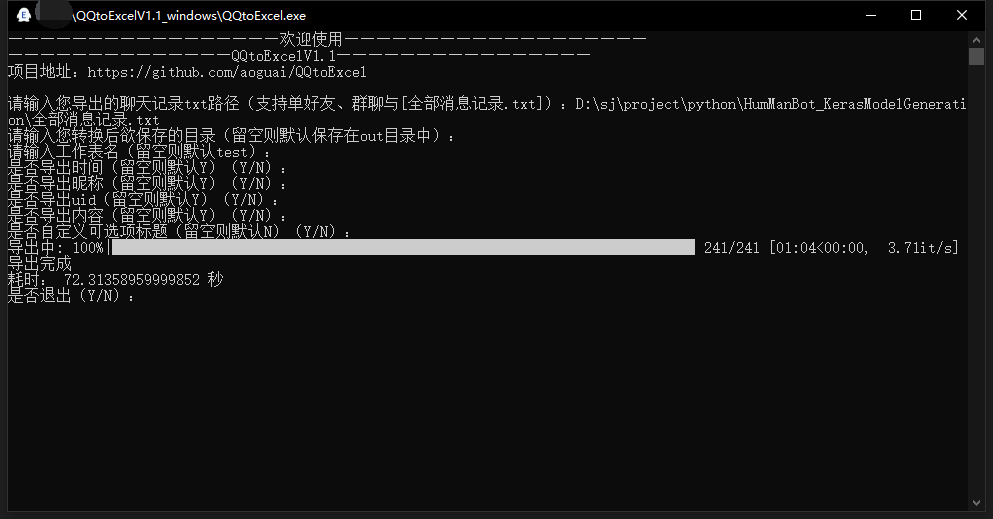 \QQtoExcelV1.1_windows\QQtoExcel.exe
—————————————————欢迎使用———————————————————
——————————————QQtoExcelV1.1————————————————
项目地址：https://github.com/aoguai/QQtoExcel
请输入您导出的聊天记录txt路径（支持单好友、群聊与[全部消息记录.txt]）：D:\sj\project\python\HumManBot_KerasModelGenerati
on\全部消息记录.txt
请输入您转换后欲保存的目录（留空则默认保存在out目录中）：
请输入工作表名（留空则默认test）：
是否导出时间（留空则默认Y）（Y/N）：
是否导出昵称（留空则默认Y）（Y/N）：
是否导出uid（留空则默认Y）（Y/N）：
是否导出内容（留空则默认Y）（Y/N）：
是否自定义可选项标题（留空则默认N）（Y/N）：
导出中: 100%| 241/241 [01:04<00:00,  3.71it/s]
导出完成
耗时： 72.31358959999852 秒
是否退出（Y/N）：